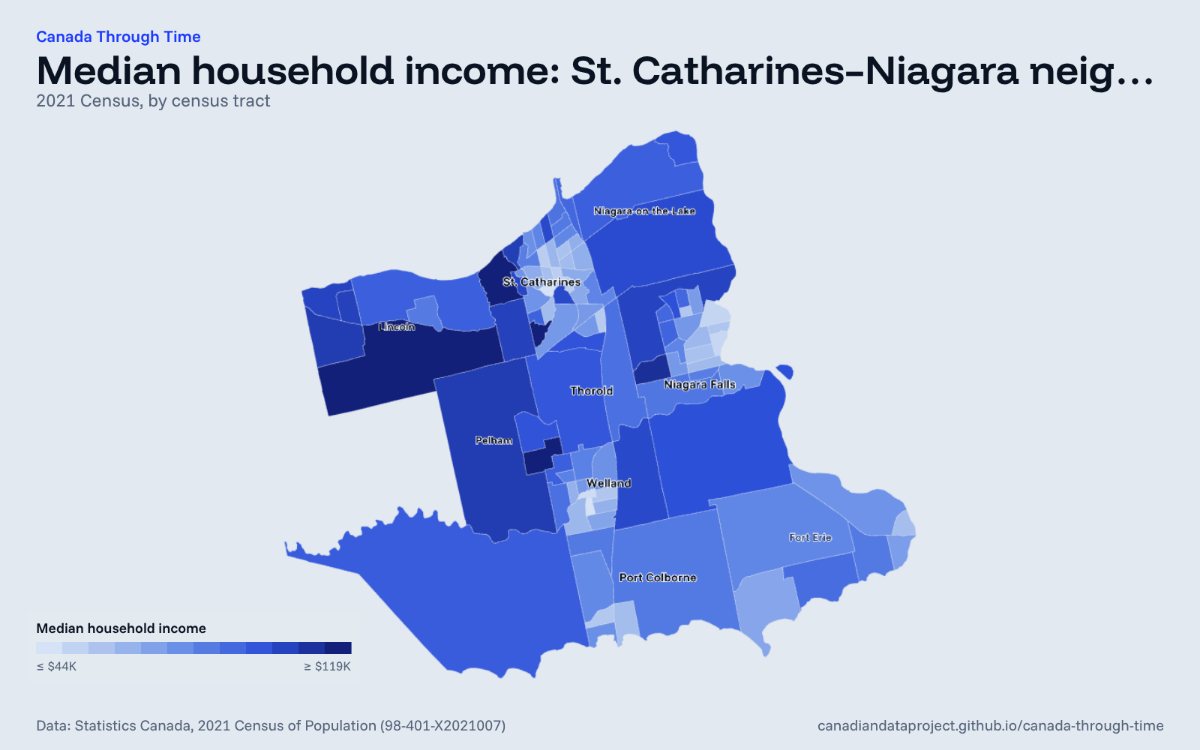 Canada Through Time
Median household income: St. Catharines–Niagara neig…
2021 Census, by census tract
Niagara-on-the-Lake
St. Catharines
Lincoln
Niagara Falls
Thorold
Pelham
Welland
Fort Erie
Port Colborne
Median household income
≤ $44K
≥ $119K
Data: Statistics Canada, 2021 Census of Population (98-401-X2021007)
canadiandataproject.github.io/canada-through-time